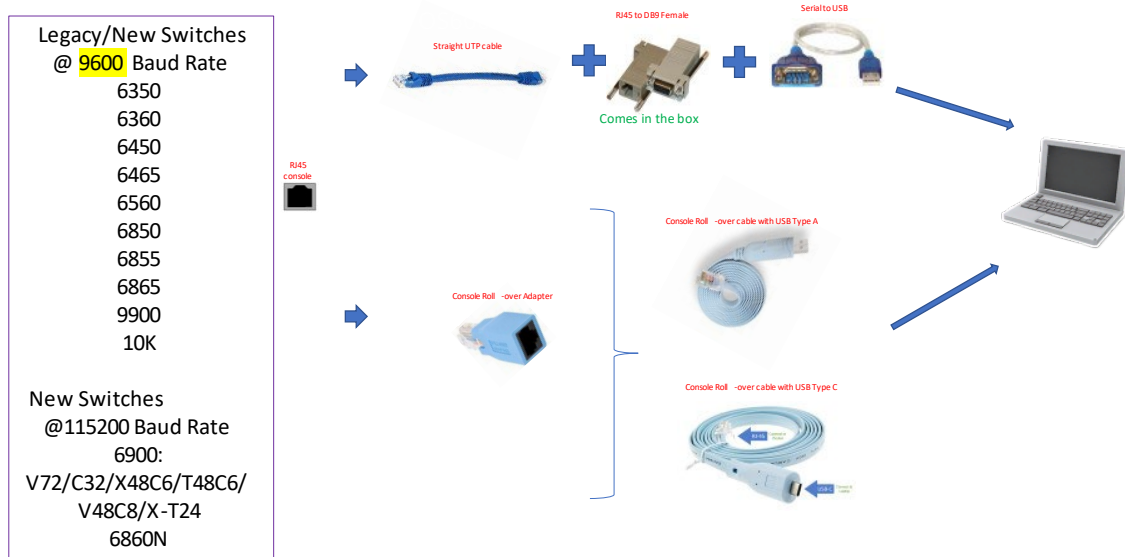 Legacy/New Switches
@ 9600 Baud Rate
6350
6360
6450
6465
6560
6850
6855
6865
9900
10K
New Switches
@115200 Baud Rate
6900:
V72/C32/X48C6/T48C6/
V48C8/X-T24
6860N
RJ45
console
Straight UTP cable
RJ45 to DB9 Female
Comes in the box
Serial to USB
Console Roll -over Adapter
Console Roll -over cable with USB Type A
Console Roll -over cable with USB Type C
RJ-45
USB-C